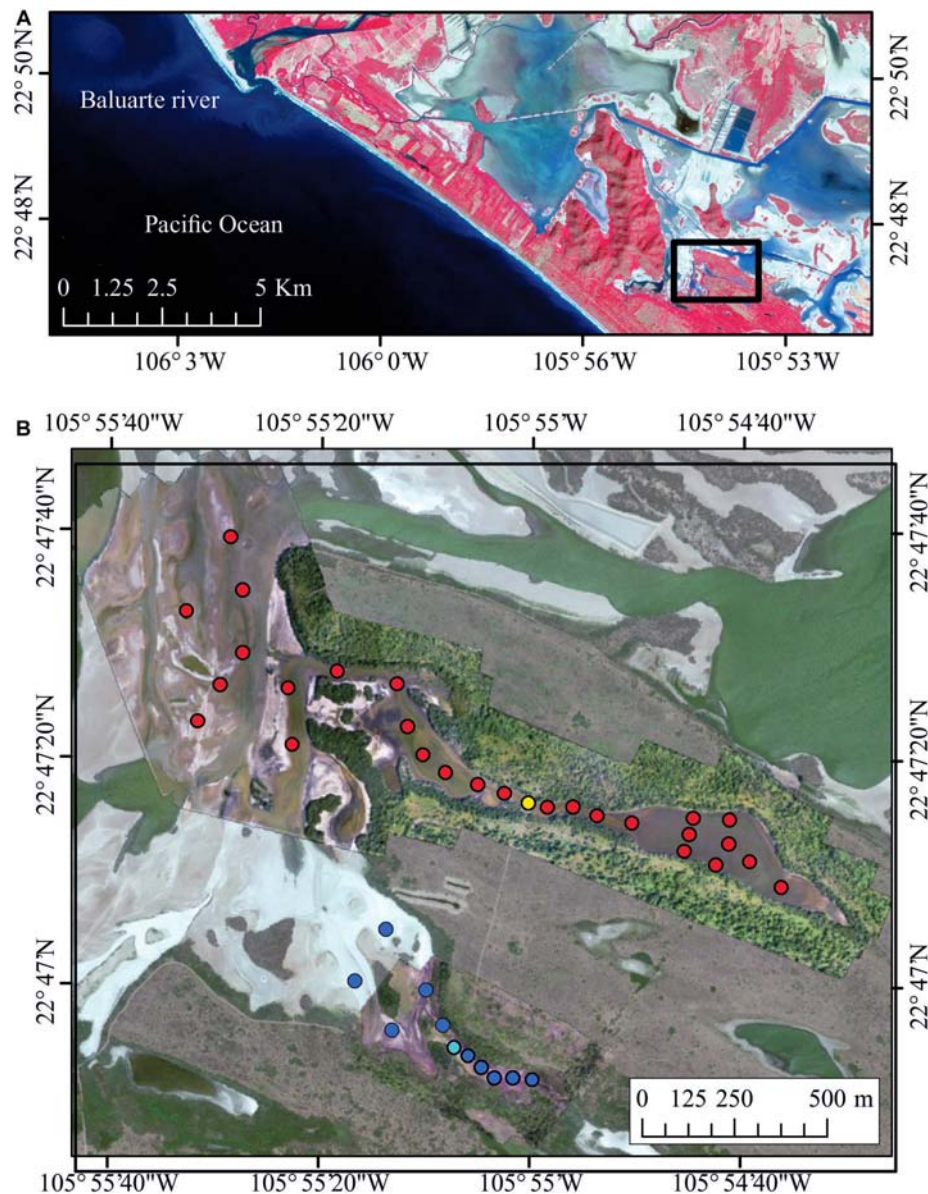 A
22° 50'N
22° 50'N
Baluarte river
22° 48'N
22° 48'N
Pacific Ocean
0 1.25 2.5 5 Km
106°3'W 106°0'W 105°56'W 105°53'W
B
105° 55'40"W 105° 55'20"W 105° 55'W 105° 54'40"W
22° 47'40"N
22° 47'40"N
22° 47'20"N
22° 47'20"N
22° 47'N
22° 47'N
0 125 250 500 m
105° 55'40"W 105° 55'20"W 105° 55'W 105° 54'40"W